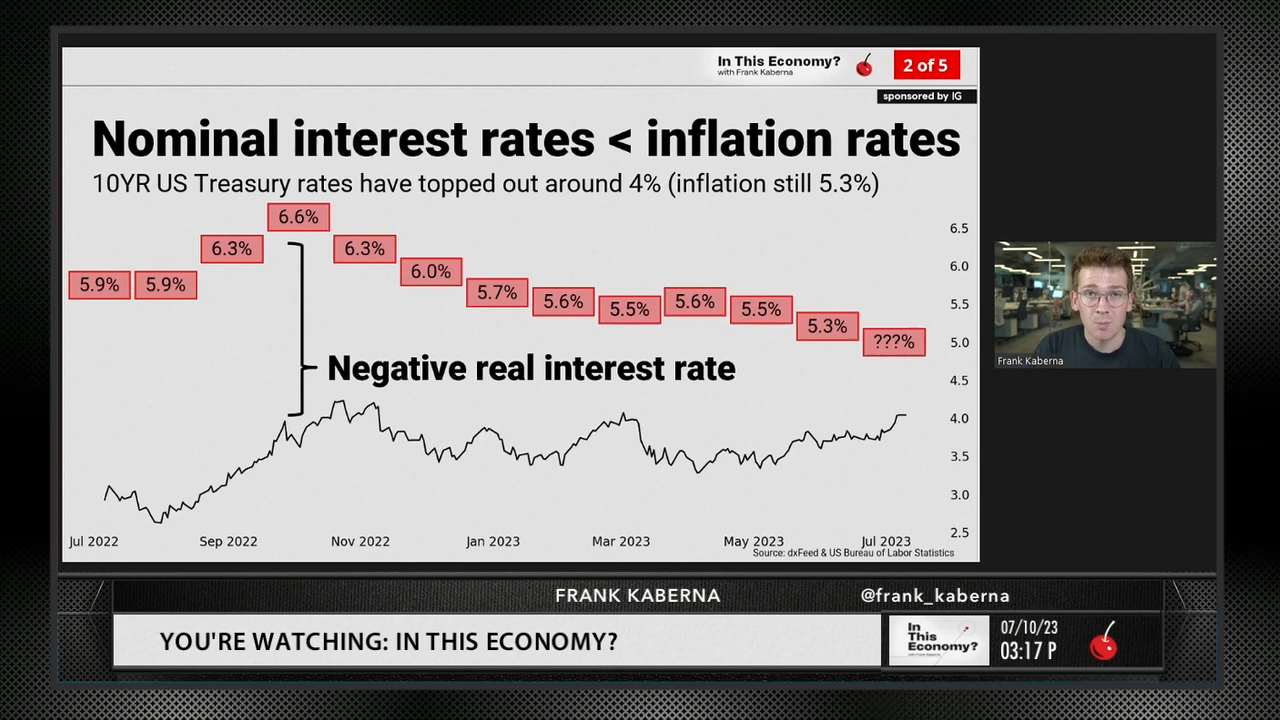 In This Economy?
with Frank Kaberna
2 of 5
sponsored by IG
Nominal interest rates < inflation rates
10YR US Treasury rates have topped out around 4% (inflation still 5.3%)
5.9%
5.9%
6.3%
6.6%
6.3%
6.0%
5.7%
5.6%
5.5%
5.6%
5.5%
5.3%
???%
Negative real interest rate
6.5
6.0
5.5
5.0
4.5
4.0
3.5
3.0
2.5
Jul 2022
Sep 2022
Nov 2022
Jan 2023
Mar 2023
May 2023
Jul 2023
Source: dxFeed & US Bureau of Labor Statistics
Frank Kaberna
FRANK KABERNA
@frank_kaberna
YOU'RE WATCHING: IN THIS ECONOMY?
In
This
Economy?
with Frank Kaberna
07/10/23
03:17 P